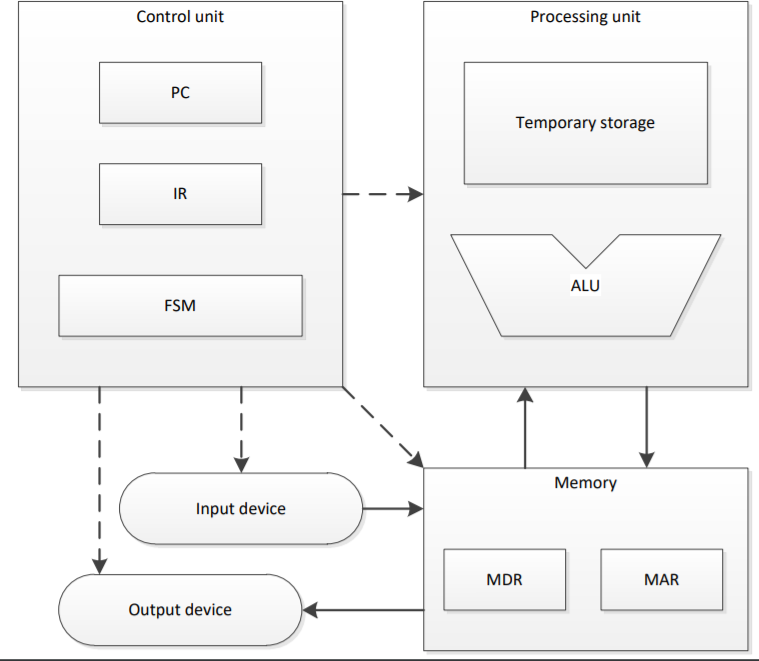 Control unit
PC
IR
FSM
Processing unit
Temporary storage
ALU
Input device
Output device
Memory
MDR
MAR